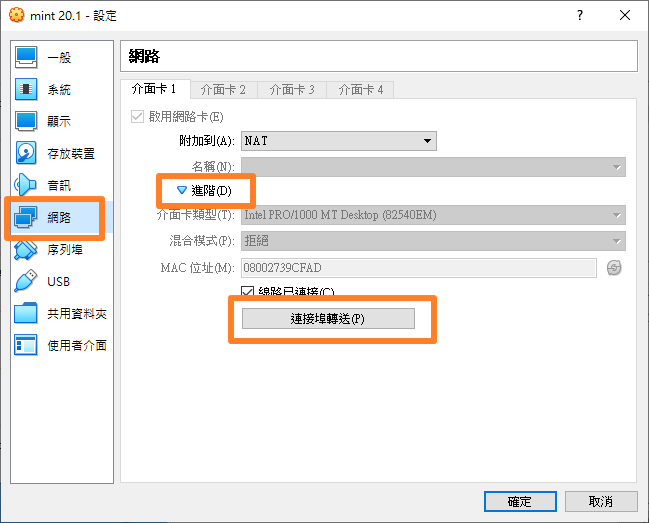 mint 20.1 - 設定
一般
系統
顯示
存放裝置
音訊
網路
序列埠
USB
共用資料夾
使用者介面
網路
介面卡 1 介面卡 2 介面卡 3 介面卡 4
啟用網路卡(E)
附加到(A): NAT
名稱(N):
進階(D)
介面卡類型(T): Intel PRO/1000 MT Desktop (82540EM)
混合模式(P): 拒絕
MAC 位址(M): 08002739CFAD
線路已連接(C)
連接埠轉送(P)
確定 取消